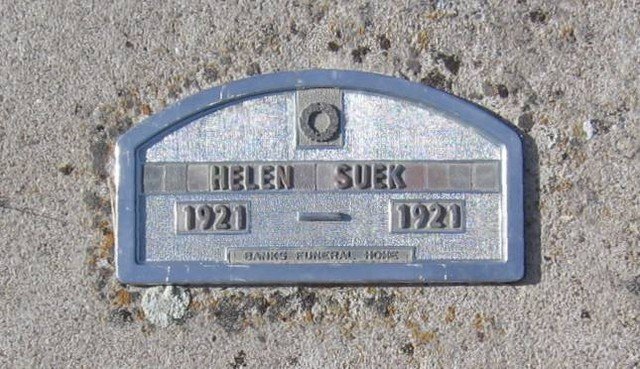 HELEN SUEK
1921 — 1921
BANKS FUNERAL HOME